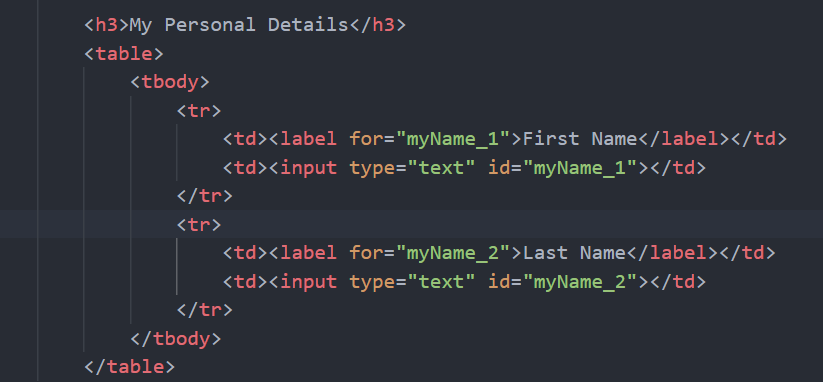 <h3>My Personal Details</h3>
<table>
<tbody>
<tr>
<td><label for="myName_1">First Name</label></td>
<td><input type="text" id="myName_1"></td>
</tr>
<tr>
<td><label for="myName_2">Last Name</label></td>
<td><input type="text" id="myName_2"></td>
</tr>
</tbody>
</table>